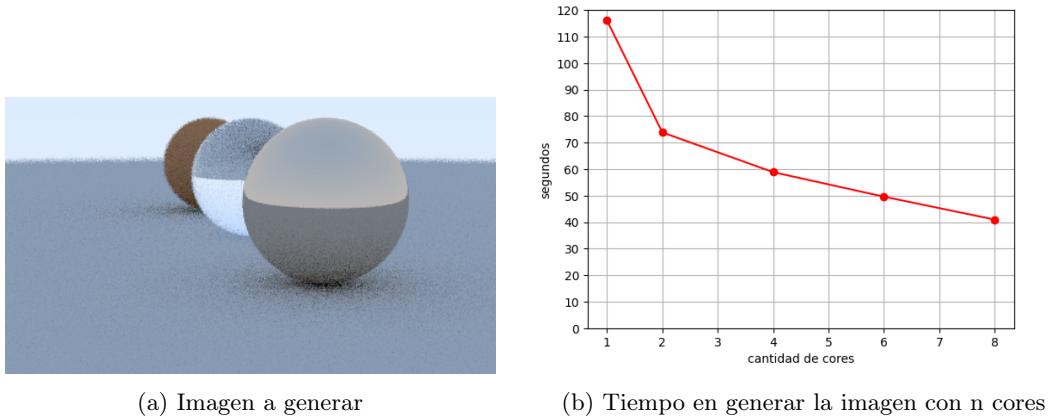 120
110
100
90
80
70
60
50
40
30
20
10
0
segundos
1 2 3 4 5 6 7 8
cantidad de cores
(a) Imagen a generar
(b) Tiempo en generar la imagen con n cores